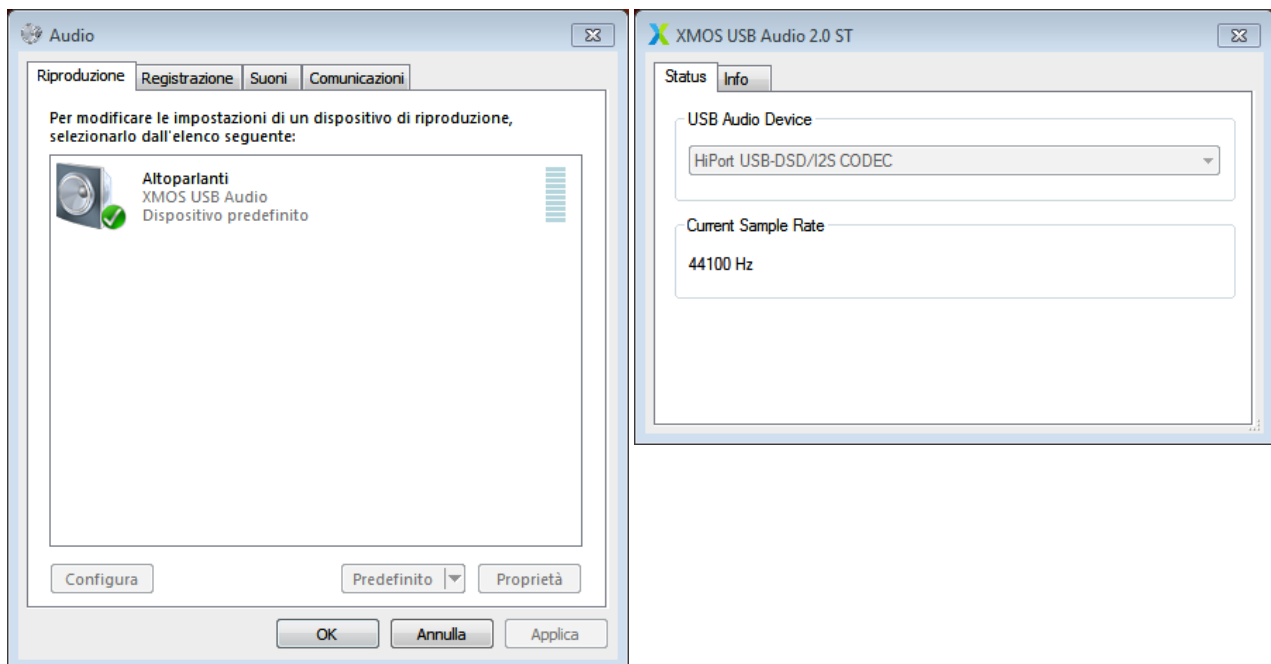 Audio
Riproduzione Registrazione Suoni Comunicazioni
Per modificare le impostazioni di un dispositivo di riproduzione,
selezionarlo dall'elenco seguente:
Altoparlanti
XMOS USB Audio
Dispositivo predefinito
Configura Predefinito Proprietà
OK Annulla Applica
XMOS USB Audio 2.0 ST
Status Info
USB Audio Device
HiPort USB-DSD/I2S CODEC
Current Sample Rate
44100 Hz